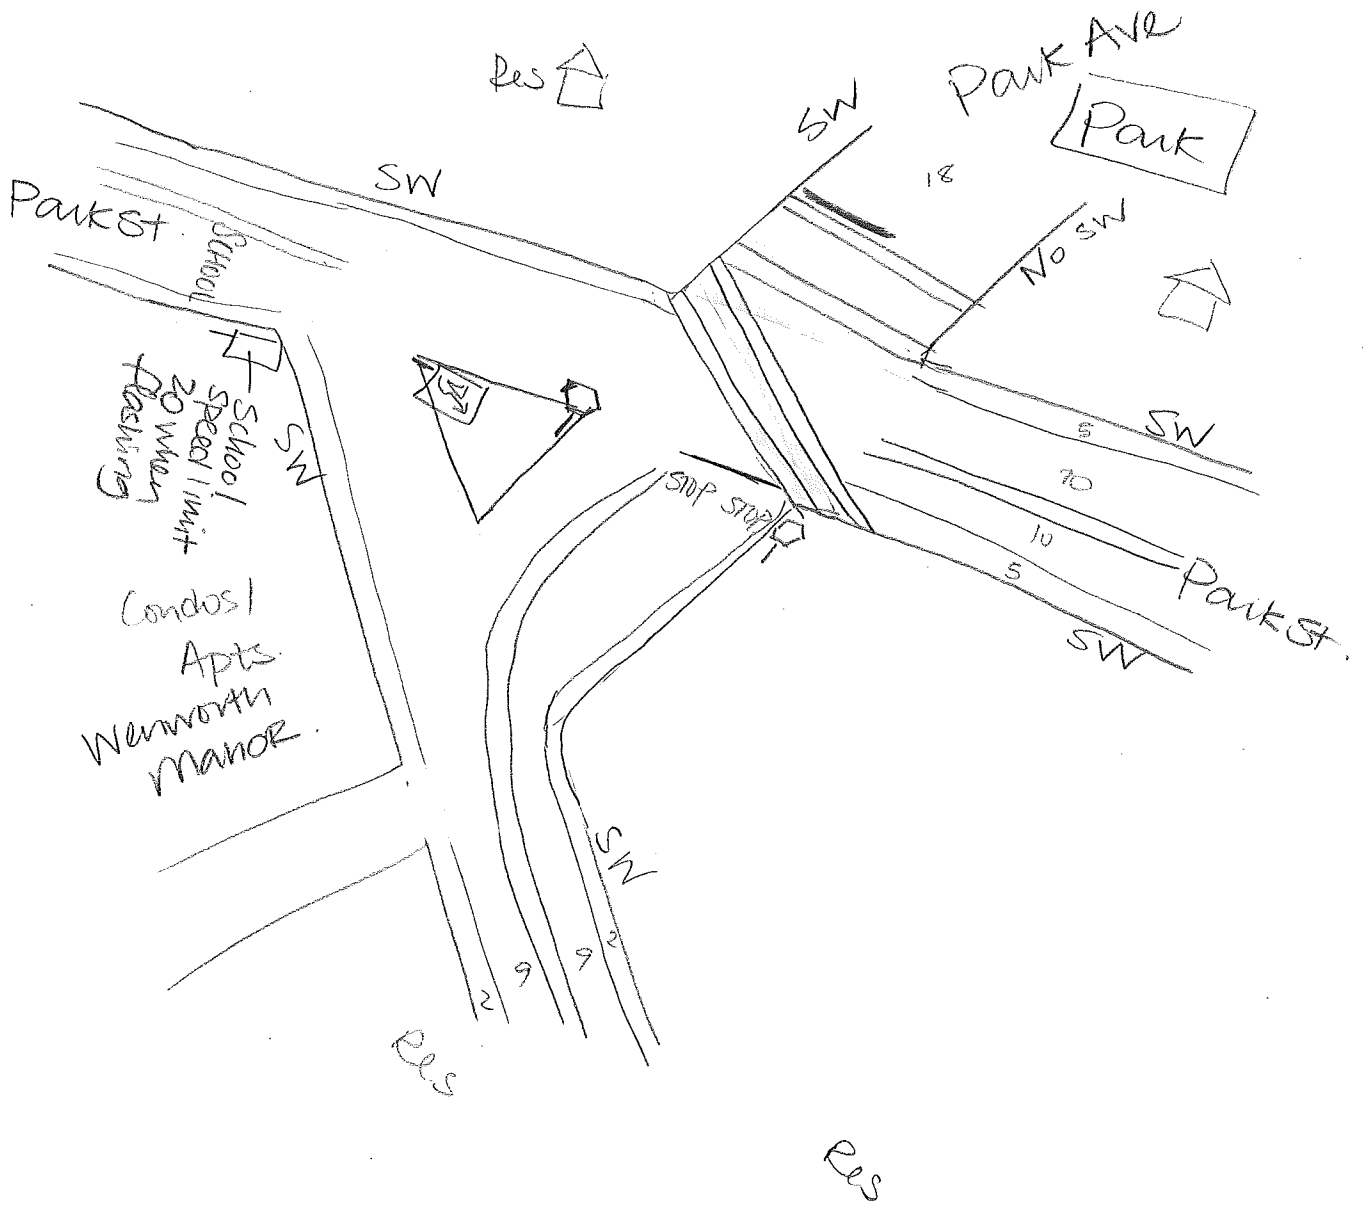 Park Ave
Res
SW
Park
18
SW
Park St.
No SW
SCHOOL
School
Speed limit
20 when
flashing
SW
SW
5
70
STOP STOP
10
5
Park St.
SW
Condos/
Apts.
Wenworth
Manor.
SW
2
9
9
2
Res
Res